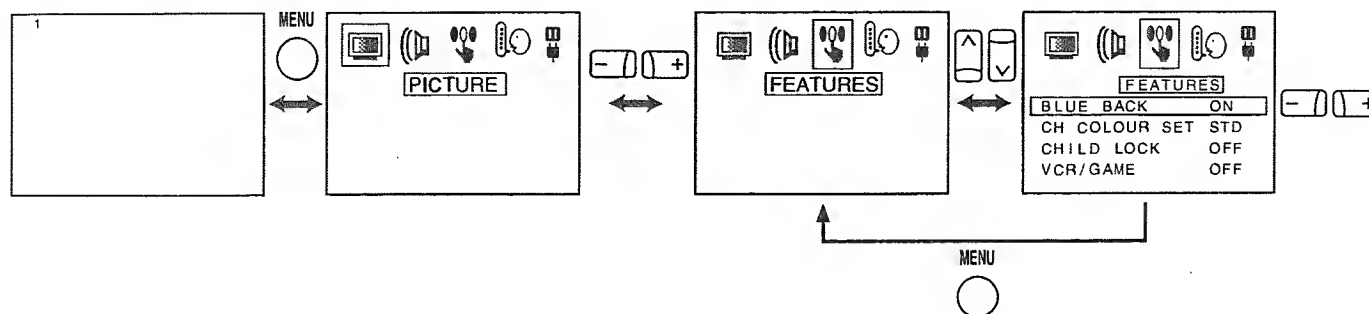 1
MENU
PICTURE
- +
FEATURES
FEATURES
BLUE BACK ON
CH COLOUR SET STD
CHILD LOCK OFF
VCR/GAME OFF
- +
MENU